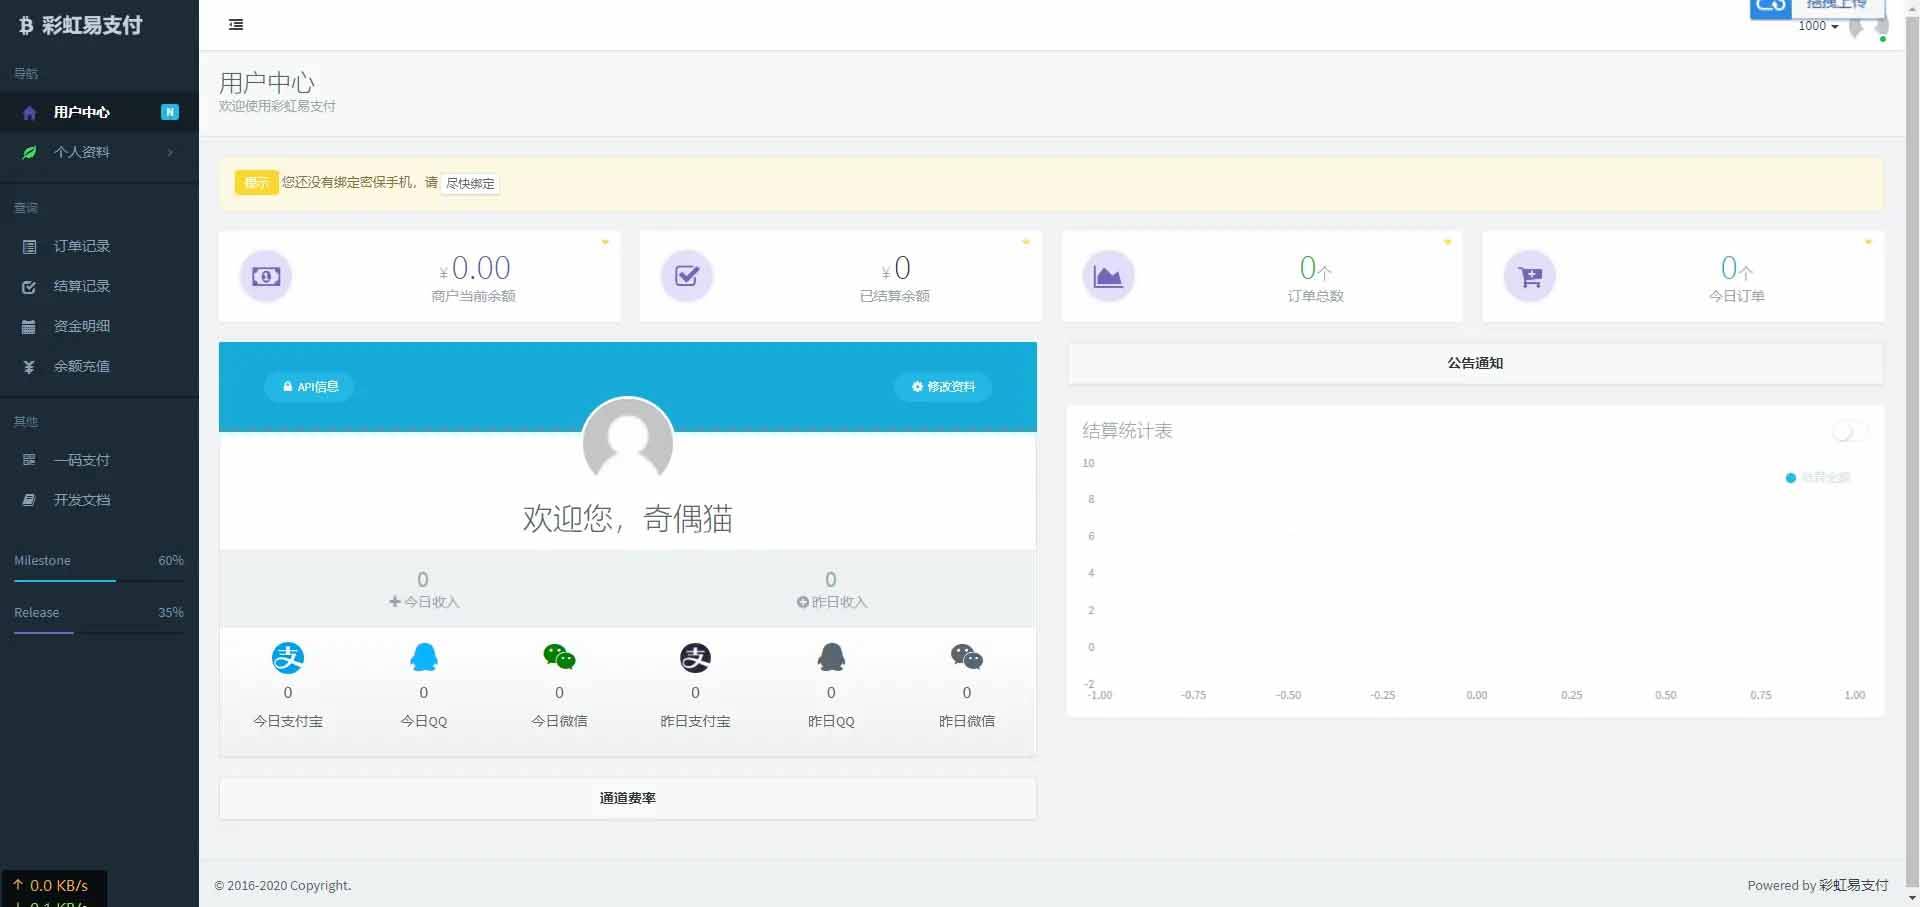 彩虹易支付
1000
导航
用户中心
N
个人资料
查询
订单记录
结算记录
资金明细
余额充值
其他
一码支付
开发文档
Milestone 60%
Release 35%
0.0 KB/s
用户中心
欢迎使用彩虹易支付
提示 您还没有绑定密保手机，请 尽快绑定
¥0.00
商户当前余额
¥0
已结算余额
0个
订单总数
0个
今日订单
API信息
修改资料
欢迎您，奇偶猫
0
今日收入
0
昨日收入
0 0 0 0 0 0
今日支付宝 今日QQ 今日微信 昨日支付宝 昨日QQ 昨日微信
通道费率
公告通知
结算统计表
10
8
6
4
2
0
-2
-1.00 -0.75 -0.50 -0.25 0.00 0.25 0.50 0.75 1.00
© 2016-2020 Copyright.
Powered by 彩虹易支付